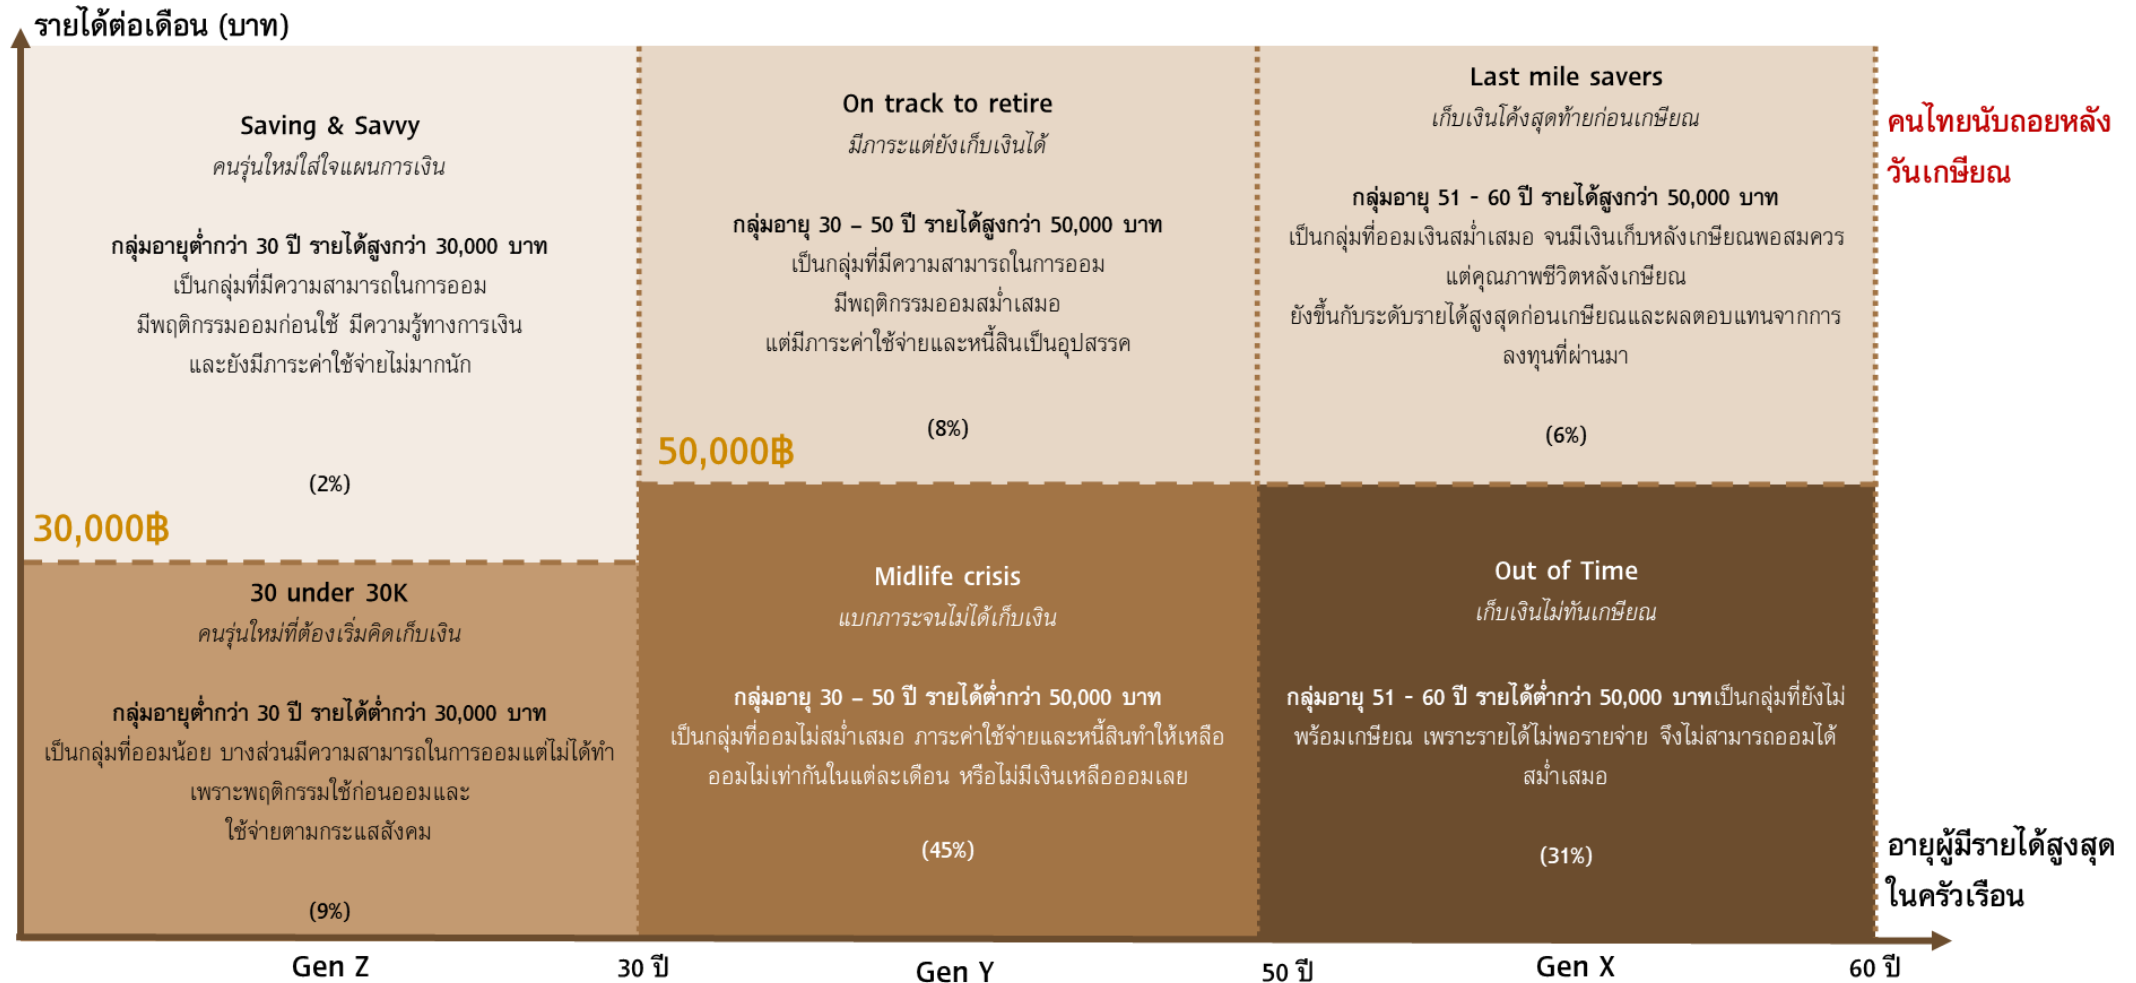 รายได้ต่อเดือน (บาท)
Saving & Savvy
คนรุ่นใหม่ใส่ใจแผนการเงิน
กลุ่มอายุต่ำกว่า 30 ปี รายได้สูงกว่า 30,000 บาท
เป็นกลุ่มที่มีความสามารถในการออม
มีพฤติกรรมออมก่อนใช้ มีความรู้ทางการเงิน
และยังมีภาระค่าใช้จ่ายไม่มากนัก
(2%)
30,000฿
On track to retire
มีภาระแต่ยังเก็บเงินได้
กลุ่มอายุ 30 – 50 ปี รายได้สูงกว่า 50,000 บาท
เป็นกลุ่มที่มีความสามารถในการออม
มีพฤติกรรมออมสม่ำเสมอ
แต่มีภาระค่าใช้จ่ายและหนี้สินเป็นอุปสรรค
(8%)
50,000฿
Last mile savers
เก็บเงินโค้งสุดท้ายก่อนเกษียณ
กลุ่มอายุ 51 - 60 ปี รายได้สูงกว่า 50,000 บาท
เป็นกลุ่มที่ออมเงินสม่ำเสมอ จนมีเงินเก็บหลังเกษียณพอสมควร
แต่คุณภาพชีวิตหลังเกษียณ
ยังขึ้นกับระดับรายได้สูงสุดก่อนเกษียณและผลตอบแทนจากการ
ลงทุนที่ผ่านมา
(6%)
คนไทยนับถอยหลัง
วันเกษียณ
30 under 30K
คนรุ่นใหม่ที่ต้องเริ่มคิดเก็บเงิน
กลุ่มอายุต่ำกว่า 30 ปี รายได้ต่ำกว่า 30,000 บาท
เป็นกลุ่มที่ออมน้อย บางส่วนมีความสามารถในการออมแต่ไม่ได้ทำ
เพราะพฤติกรรมใช้ก่อนออมและ
ใช้จ่ายตามกระแสสังคม
(9%)
Midlife crisis
แบกภาระจนไม่ได้เก็บเงิน
กลุ่มอายุ 30 – 50 ปี รายได้ต่ำกว่า 50,000 บาท
เป็นกลุ่มที่ออมไม่สม่ำเสมอ ภาระค่าใช้จ่ายและหนี้สินทำให้เหลือ
ออมไม่เท่ากันในแต่ละเดือน หรือไม่มีเงินเหลือออมเลย
(45%)
Out of Time
เก็บเงินไม่ทันเกษียณ
กลุ่มอายุ 51 - 60 ปี รายได้ต่ำกว่า 50,000 บาทเป็นกลุ่มที่ยังไม่
พร้อมเกษียณ เพราะรายได้ไม่พอรายจ่าย จึงไม่สามารถออมได้
สม่ำเสมอ
(31%)
อายุผู้มีรายได้สูงสุด
ในครัวเรือน
Gen Z
30 ปี
Gen Y
50 ปี
Gen X
60 ปี